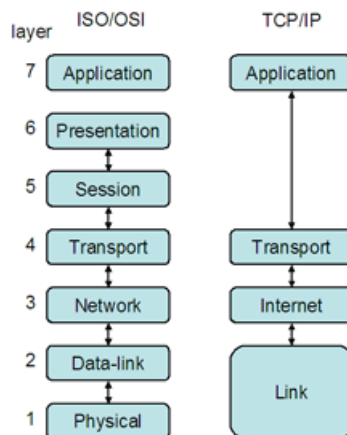 ISO/OSI TCP/IP
layer
7 Application Application
6 Presentation
5 Session
4 Transport Transport
3 Network Internet
2 Data-link
Link
1 Physical